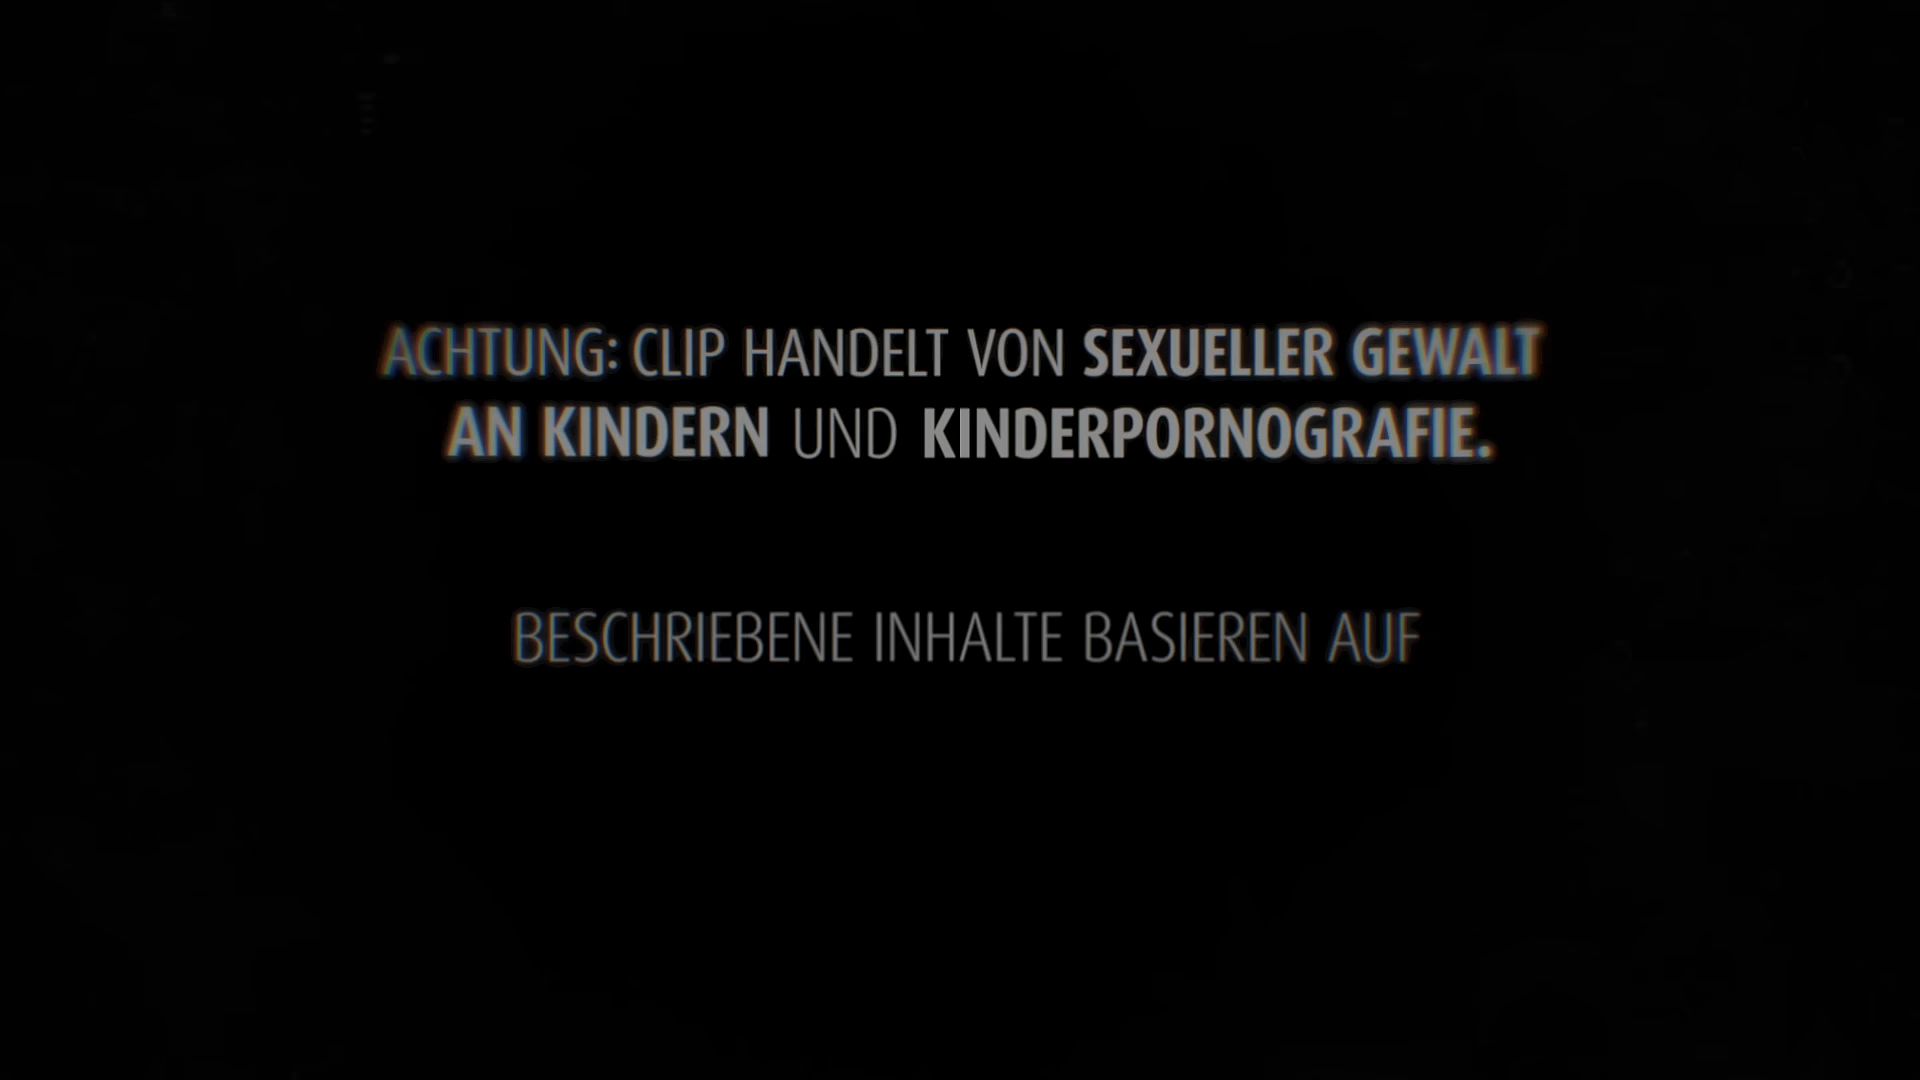 ACHTUNG: CLIP HANDELT VON SEXUELLER GEWALT
AN KINDERN UND KINDERPORNOGRAFIE.
BESCHRIEBENE INHALTE BASIEREN AUF